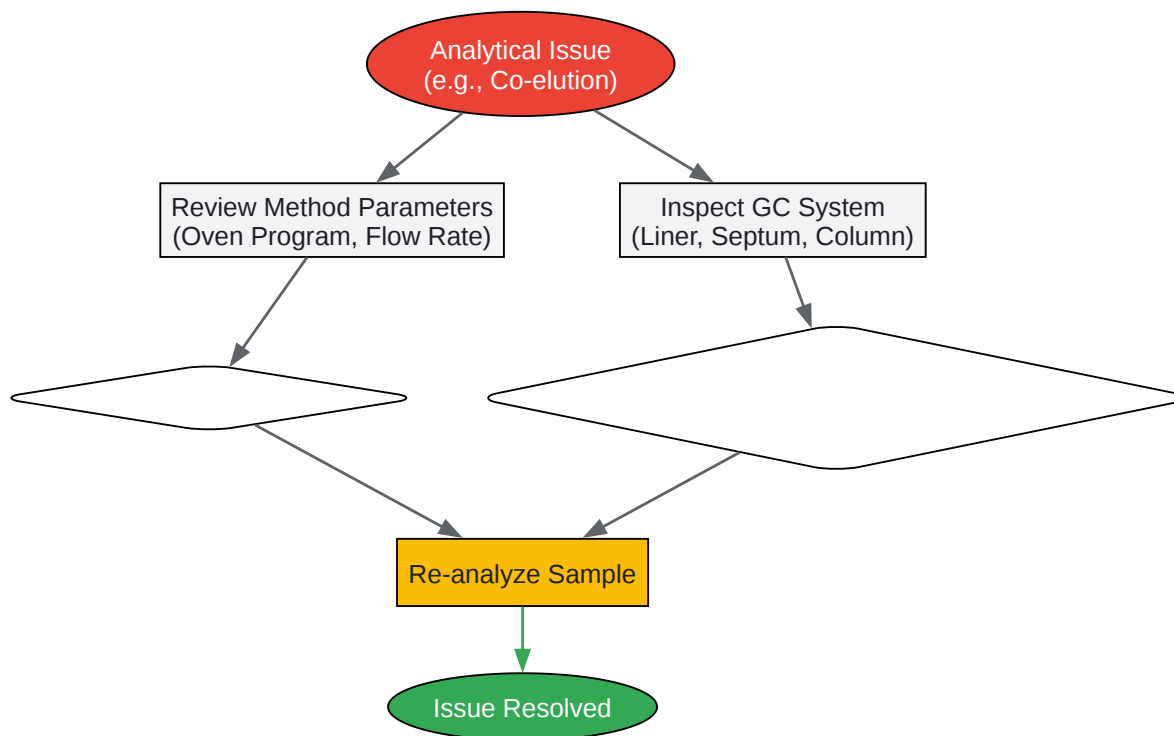 Analytical Issue
(e.g., Co-elution)
Review Method Parameters
(Oven Program, Flow Rate)
Inspect GC System
(Liner, Septum, Column)
Re-analyze Sample
Issue Resolved